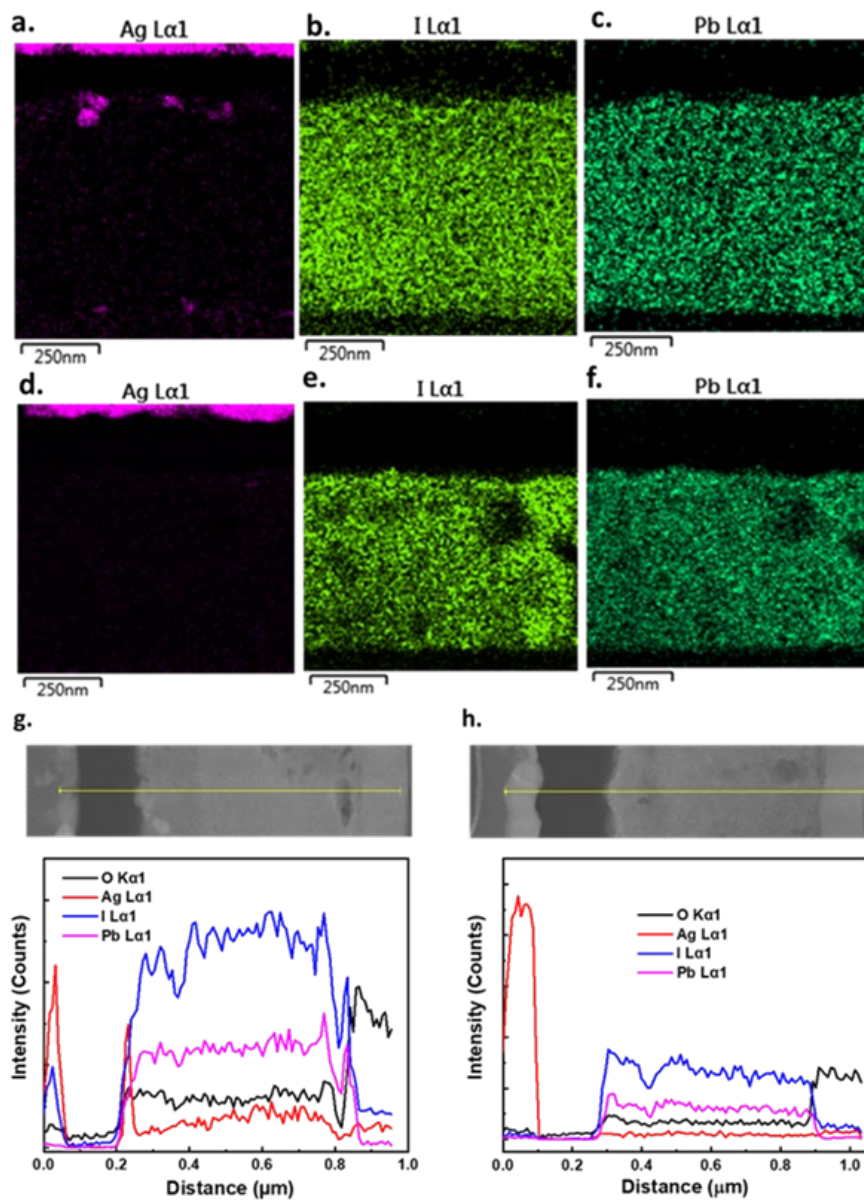 a.
Ag Lα1
b.
I Lα1
c.
Pb Lα1
250nm
250nm
250nm
d.
Ag Lα1
e.
I Lα1
f.
Pb Lα1
250nm
250nm
250nm
g.
h.
O Kα1
Ag Lα1
I Lα1
Pb Lα1
Intensity (Counts)
0.0 0.2 0.4 0.6 0.8 1.0
Distance (μm)
O Kα1
Ag Lα1
I Lα1
Pb Lα1
Intensity (Counts)
0.0 0.2 0.4 0.6 0.8 1.0
Distance (μm)